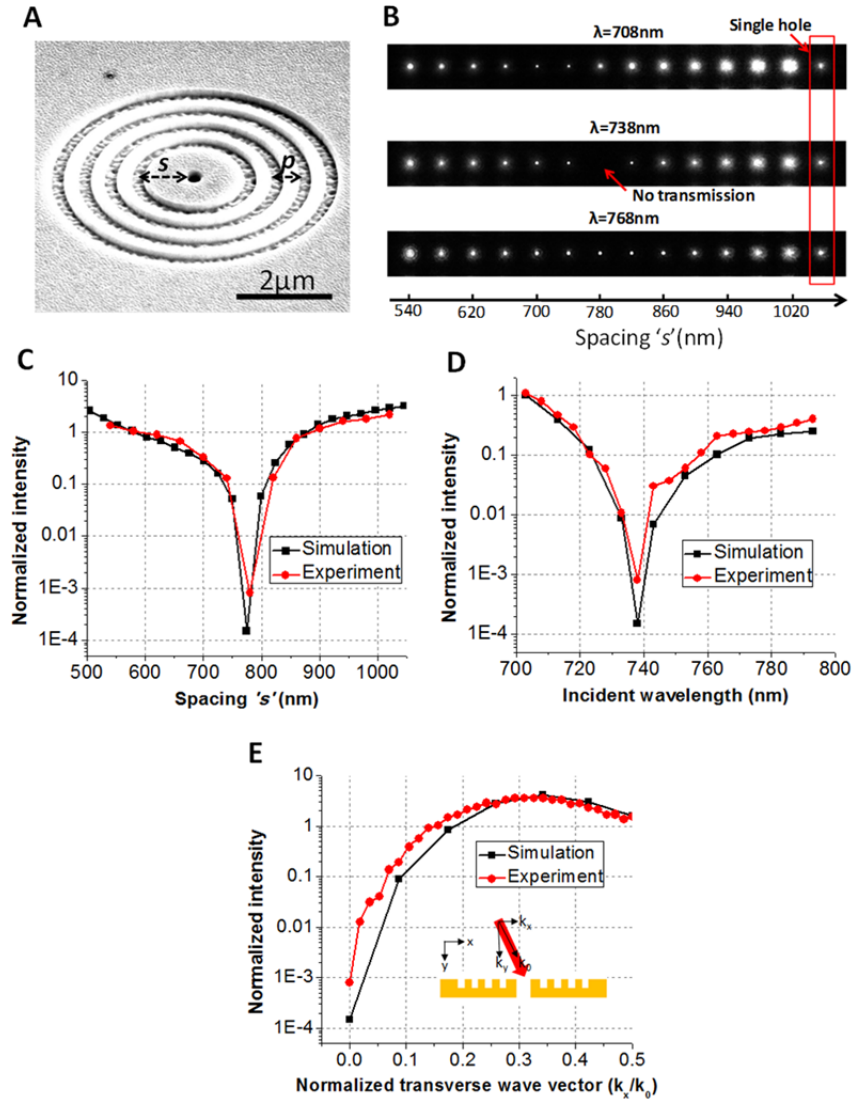 A
s
p
2μm
B
Single hole
λ=708nm
λ=738nm
No transmission
λ=768nm
540 620 700 780 860 940 1020
Spacing ‘s’(nm)
C
Normalized intensity
10
1
0.1
0.01
1E-3
1E-4
Simulation
Experiment
500 600 700 800 900 1000
Spacing ‘s’(nm)
D
Normalized intensity
1
0.1
0.01
1E-3
1E-4
Simulation
Experiment
700 720 740 760 780 800
Incident wavelength (nm)
E
Normalized intensity
10
1
0.1
0.01
1E-3
1E-4
Simulation
Experiment
x
y
kx
ky
k0
0.0 0.1 0.2 0.3 0.4 0.5
Normalized transverse wave vector (kx/k0)